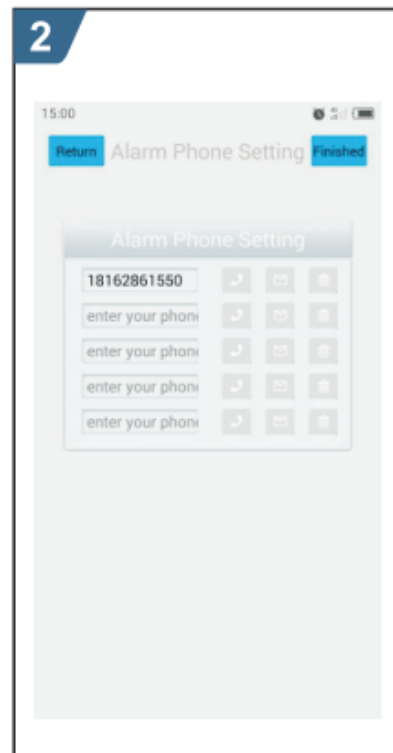 2
15:00
Return Alarm Phone Setting Finished
Alarm Phone Setting
18162861550
enter your phon
enter your phon
enter your phon
enter your phon